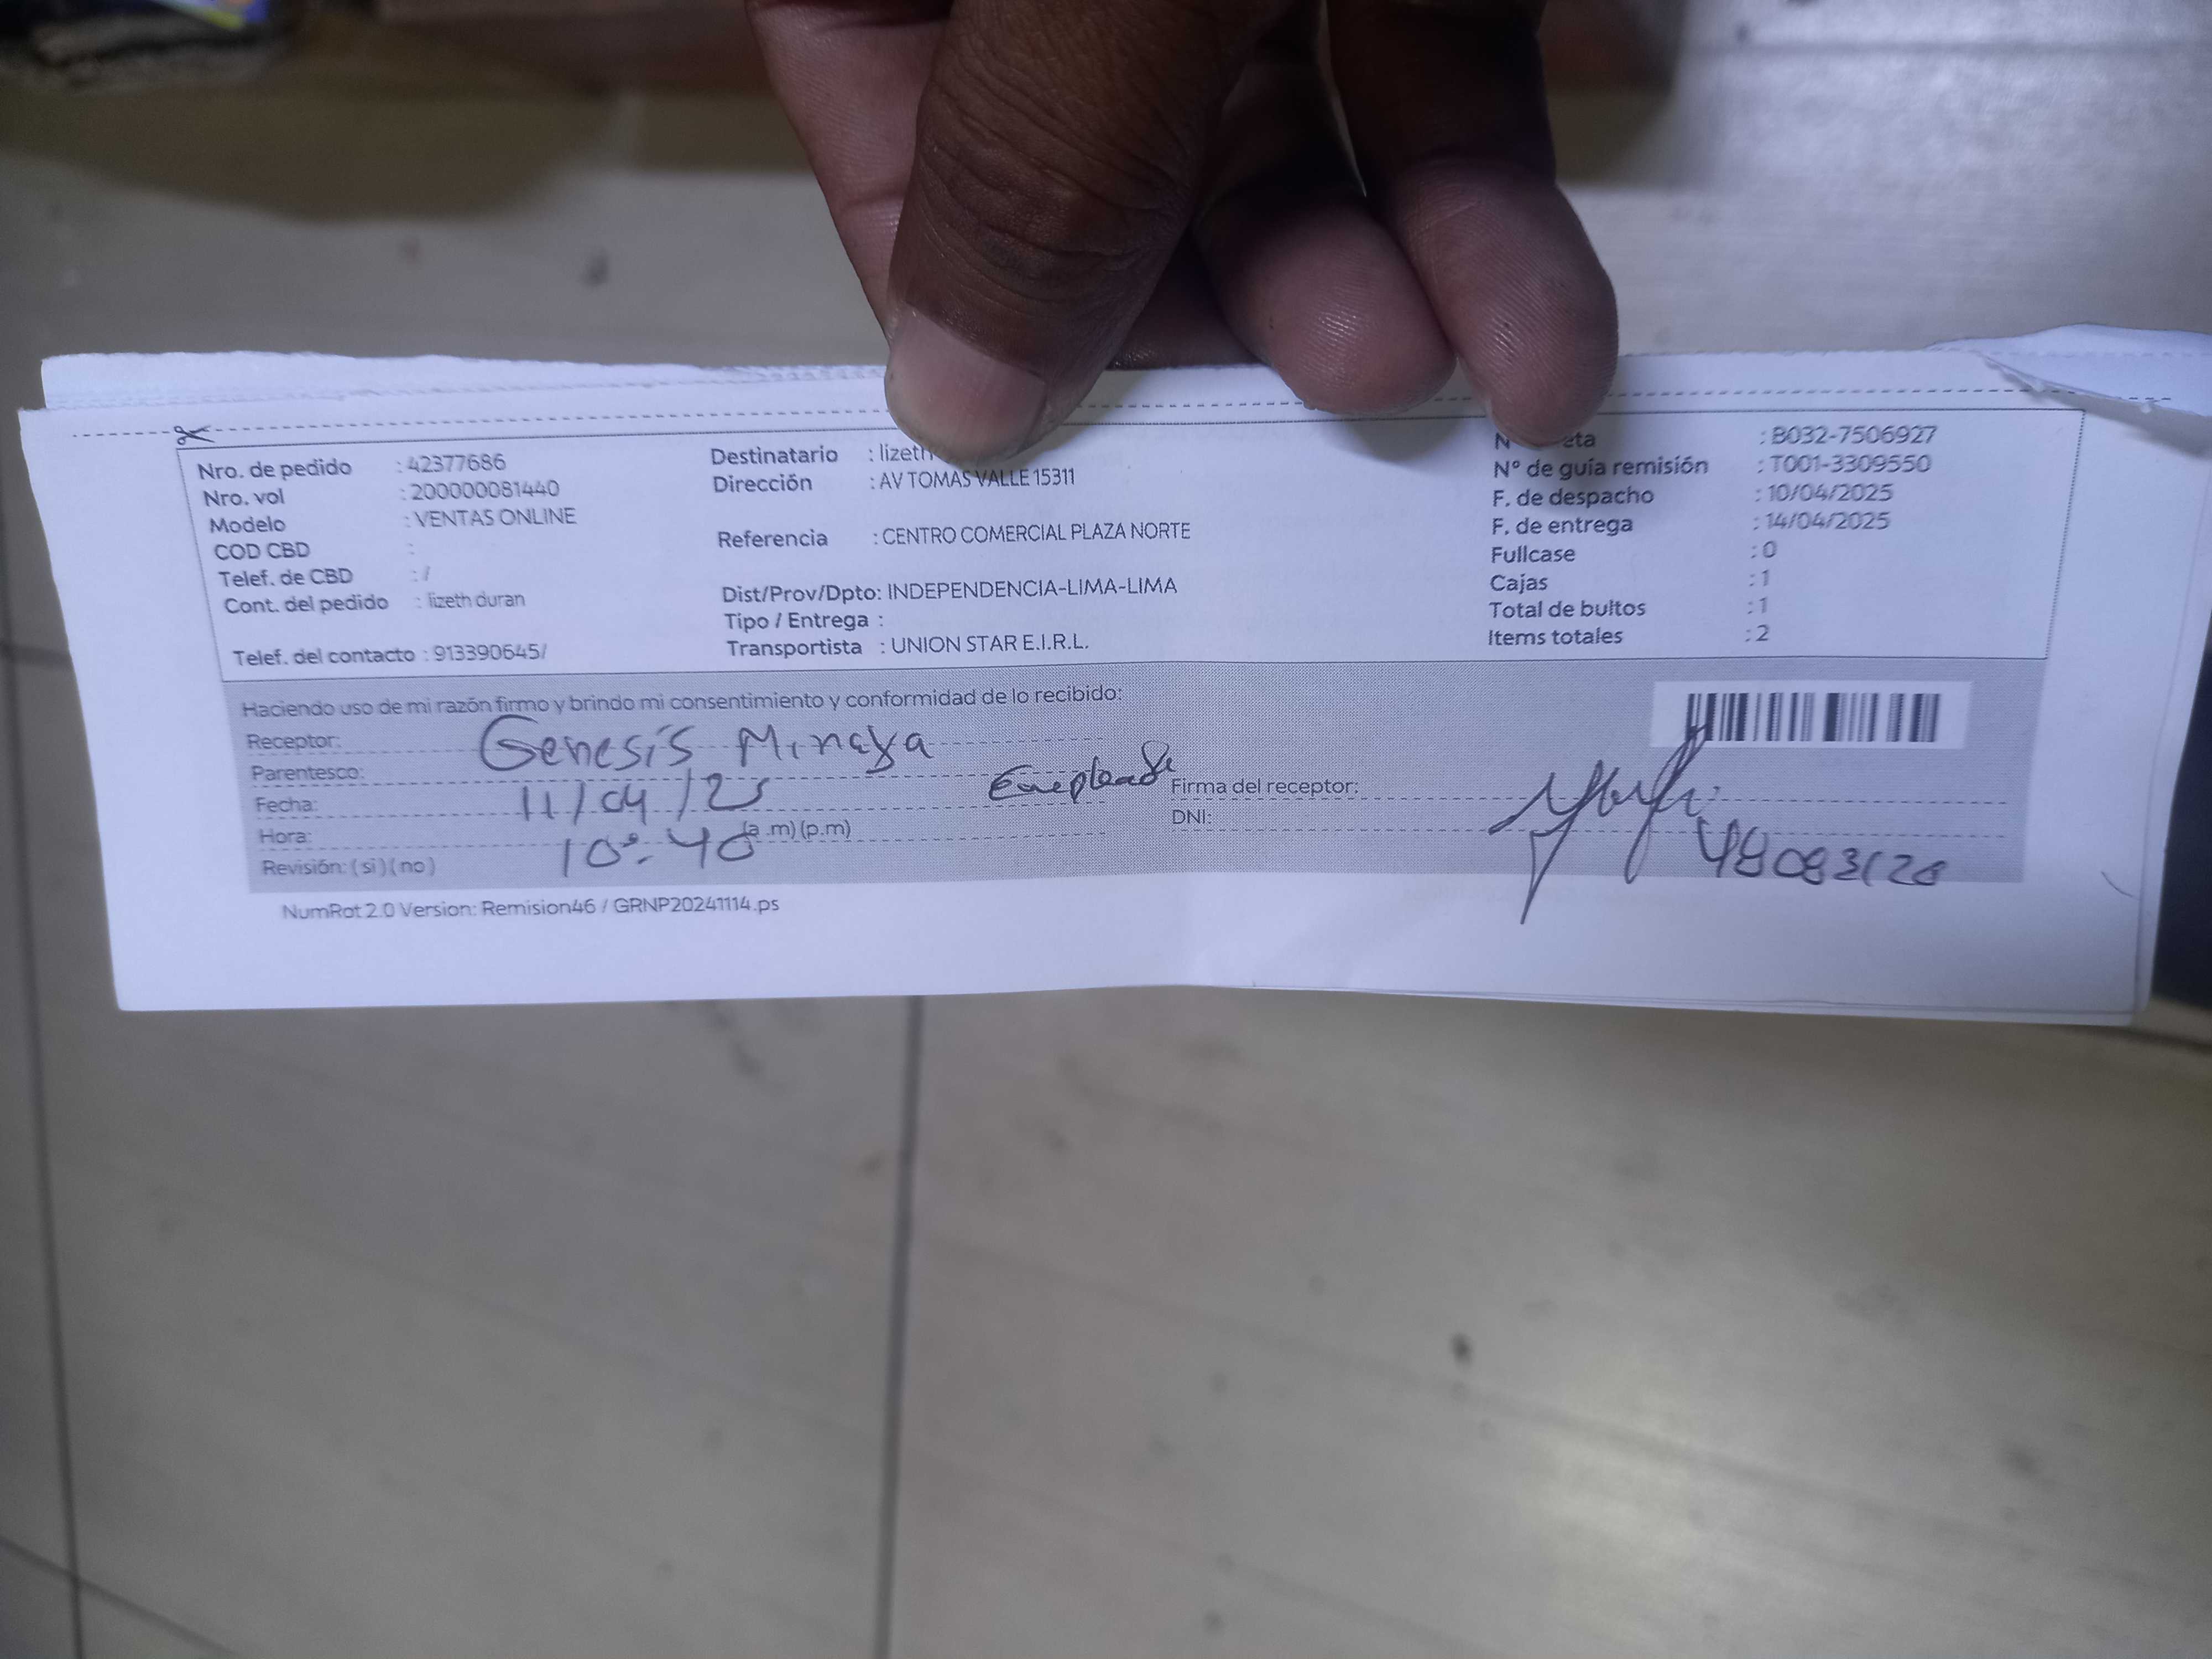 Nro. de pedido : 42377686
Nro. vol : 200000081440
Modelo : VENTAS ONLINE
COD CBD :
Telef. de CBD : /
Cont. del pedido : lizeth duran
Telef. del contacto : 913390645/
Destinatario : lizeth
Dirección : AV TOMAS VALLE 15311
Referencia : CENTRO COMERCIAL PLAZA NORTE
Dist/Prov/Dpto: INDEPENDENCIA-LIMA-LIMA
Tipo / Entrega :
Transportista : UNION STAR E.I.R.L.
: B032-7506927
N° de guía remisión : T001-3309550
F. de despacho : 10/04/2025
F. de entrega : 14/04/2025
Fullcase : 0
Cajas : 1
Total de bultos : 1
Items totales : 2
Haciendo uso de mi razón firmo y brindo mi consentimiento y conformidad de lo recibido:
Receptor: Genesis Minaya
Parentesco: Empleada
Fecha: 11/04/25
Hora: 10:40 (a.m) (p.m)
Revisión: ( si ) ( no )
Firma del receptor:
DNI: 48083120
NumRot 2.0 Version: Remision46 / GRNP20241114.ps